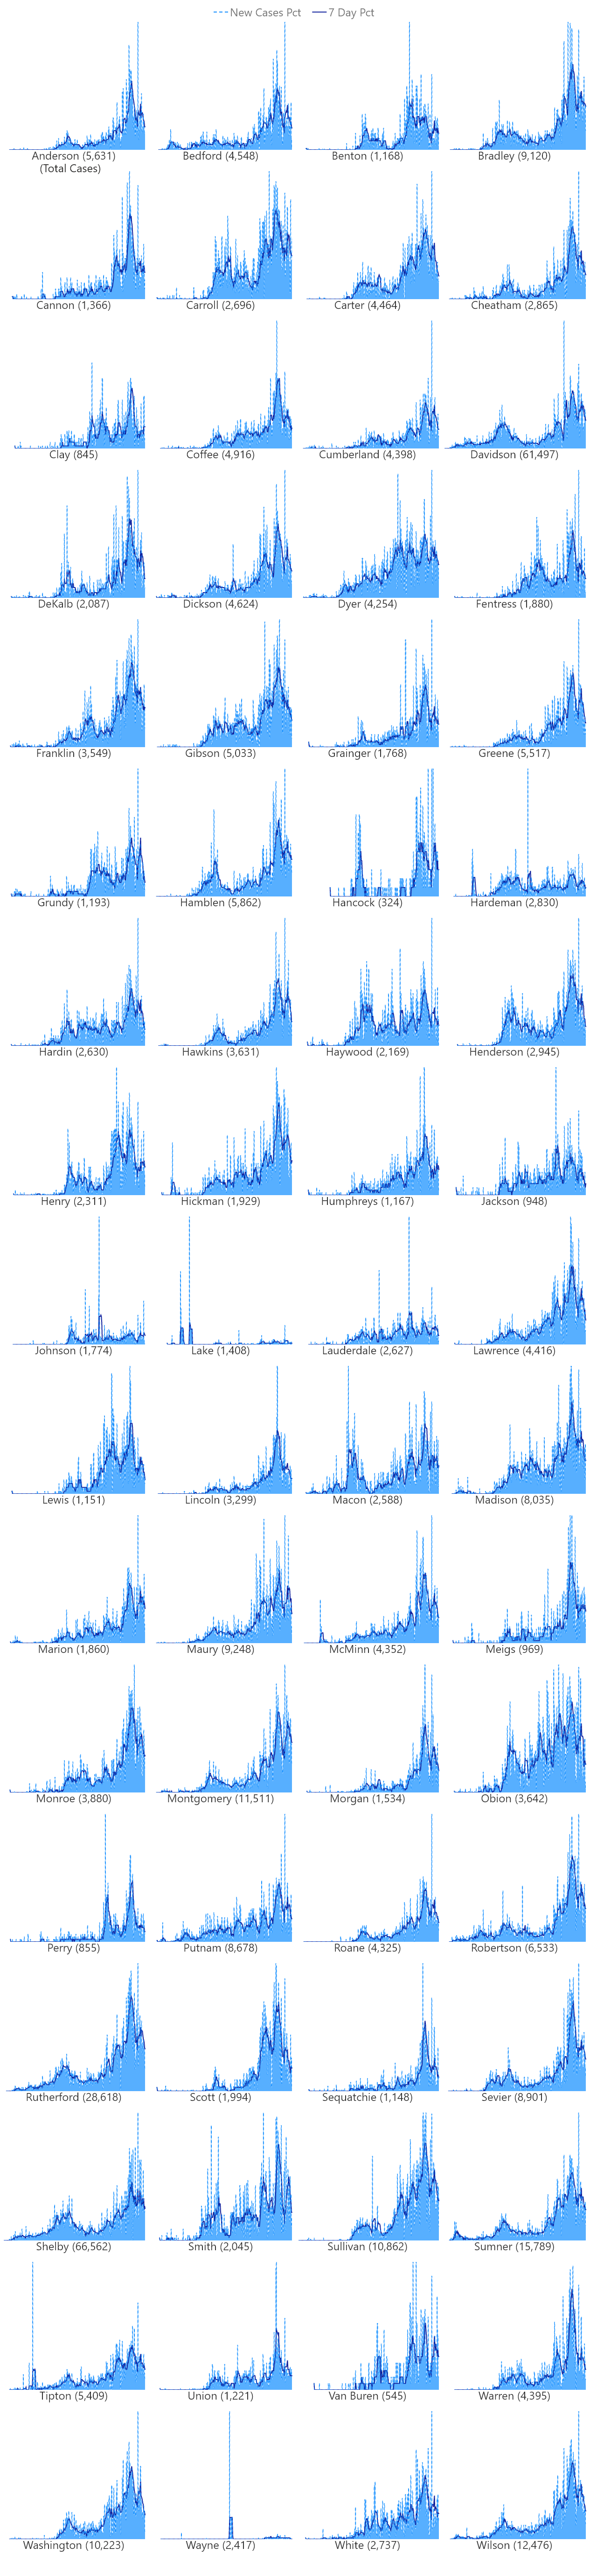 New Cases Pct 7 Day Pct
Anderson (5,631) Bedford (4,548) Benton (1,168) Bradley (9,120)
(Total Cases)
Cannon (1,366) Carroll (2,696) Carter (4,464) Cheatham (2,865)
Clay (845) Coffee (4,916) Cumberland (4,398) Davidson (61,497)
DeKalb (2,087) Dickson (4,624) Dyer (4,254) Fentress (1,880)
Franklin (3,549) Gibson (5,033) Grainger (1,768) Greene (5,517)
Grundy (1,193) Hamblen (5,862) Hancock (324) Hardeman (2,830)
Hardin (2,630) Hawkins (3,631) Haywood (2,169) Henderson (2,945)
Henry (2,311) Hickman (1,929) Humphreys (1,167) Jackson (948)
Johnson (1,774) Lake (1,408) Lauderdale (2,627) Lawrence (4,416)
Lewis (1,151) Lincoln (3,299) Macon (2,588) Madison (8,035)
Marion (1,860) Maury (9,248) McMinn (4,352) Meigs (969)
Monroe (3,880) Montgomery (11,511) Morgan (1,534) Obion (3,642)
Perry (855) Putnam (8,678) Roane (4,325) Robertson (6,533)
Rutherford (28,618) Scott (1,994) Sequatchie (1,148) Sevier (8,901)
Shelby (66,562) Smith (2,045) Sullivan (10,862) Sumner (15,789)
Tipton (5,409) Union (1,221) Van Buren (545) Warren (4,395)
Washington (10,223) Wayne (2,417) White (2,737) Wilson (12,476)